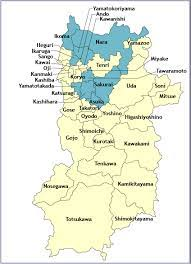 Yamatokoriyama
Ando
Kawanishi
Ikoma
Nara
Heguri
Yamazoe
Ikaruga
Sango
Miyake
Kawai
Tenri
Tawaramoto
Oji
Kanmaki
Koryo
Kashiba
Sakurai
Uda
Soni
Yamatotakada
Mitsue
Katsuragi
Kashihara
Asuka
Takatori
Yoshino
Gose
Oyodo
Higashiyoshino
Shimoichi
Gojo
Kurotaki
Kawakami
Tenkawa
Nosegawa
Kamikitayama
Totsukawa
Shimokitayama